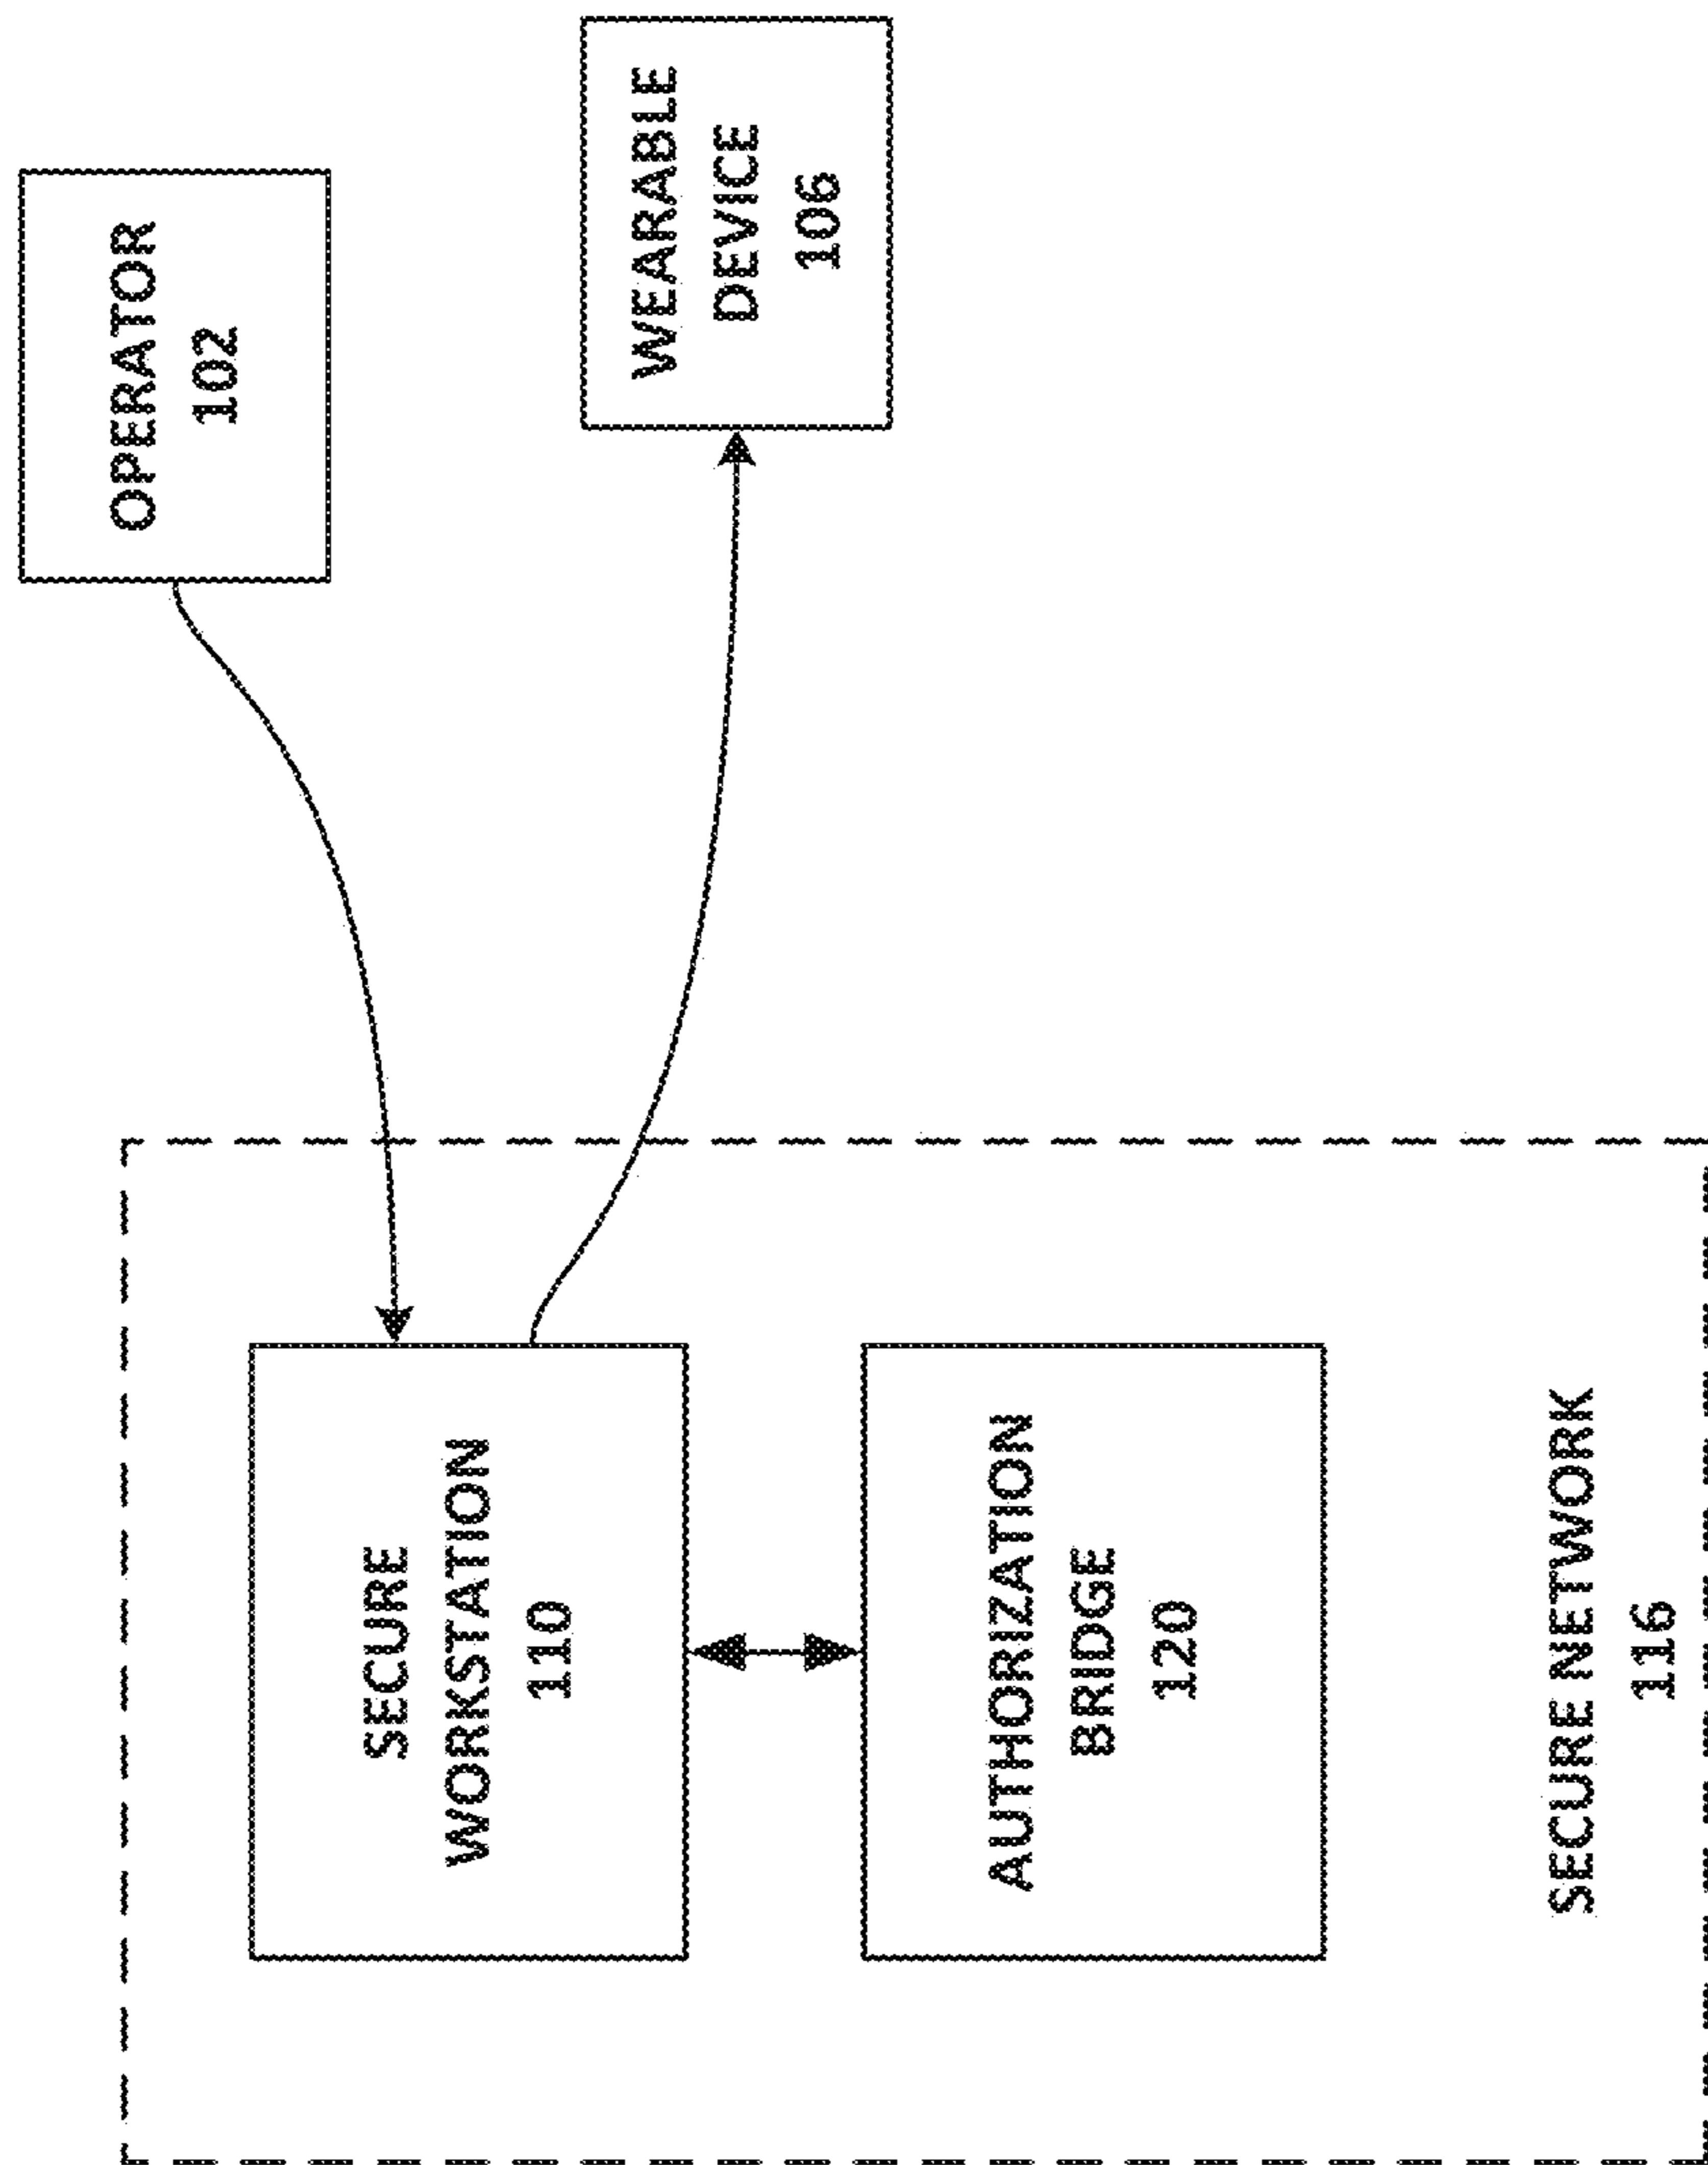 OPERATOR
102
WEARABLE
DEVICE
106
SECURE
WORKSTATION
110
AUTHORIZATION
BRIDGE
120
SECURE NETWORK
116